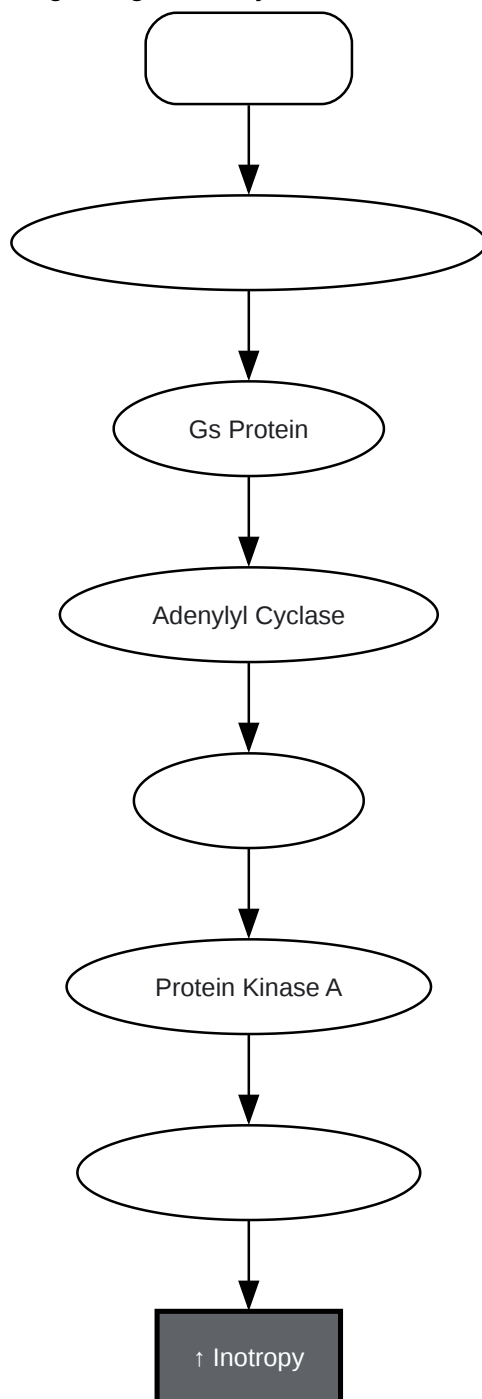 Gs Protein
Adenylyl Cyclase
Protein Kinase A
↑ Inotropy